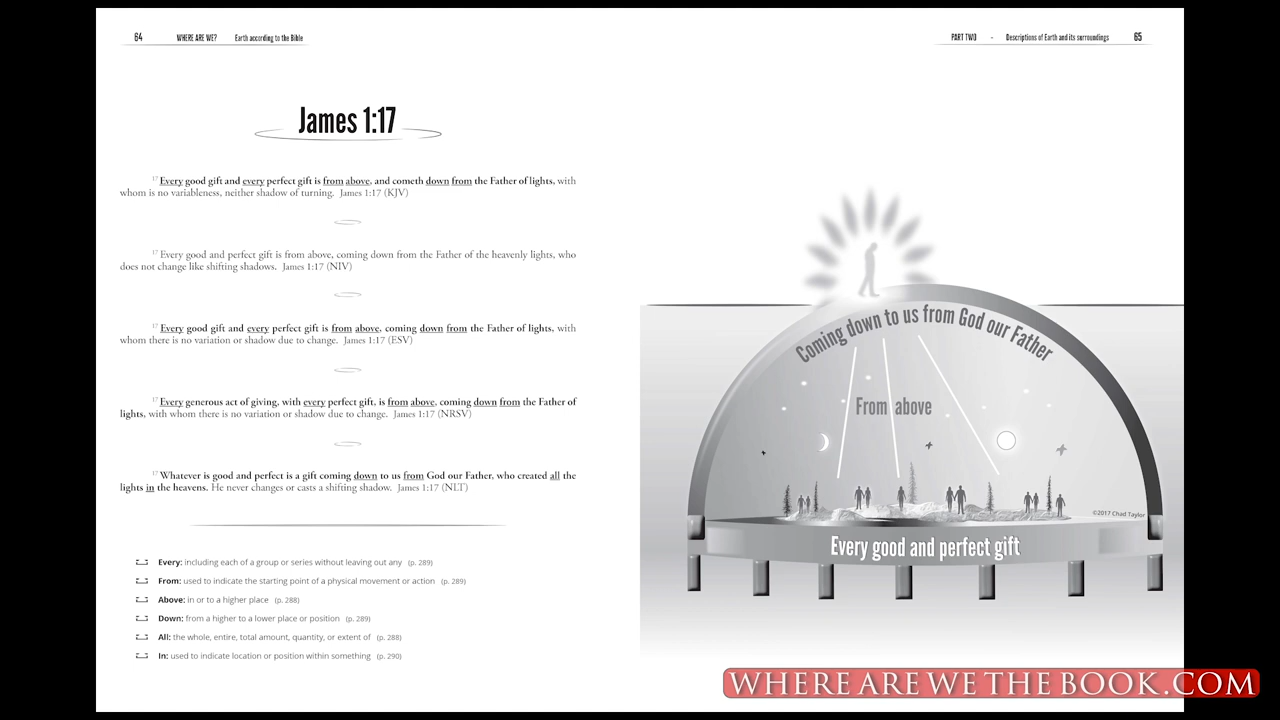 64 WHERE ARE WE? Earth according to the Bible
PART TWO - Descriptions of Earth and its surroundings 65
James 1:17
17 Every good gift and every perfect gift is from above, and cometh down from the Father of lights, with
whom is no variableness, neither shadow of turning. James 1:17 (KJV)
17 Every good and perfect gift is from above, coming down from the Father of the heavenly lights, who
does not change like shifting shadows. James 1:17 (NIV)
17 Every good gift and every perfect gift is from above, coming down from the Father of lights, with
whom there is no variation or shadow due to change. James 1:17 (ESV)
17 Every generous act of giving, with every perfect gift, is from above, coming down from the Father of
lights, with whom there is no variation or shadow due to change. James 1:17 (NRSV)
17 Whatever is good and perfect is a gift coming down to us from God our Father, who created all the
lights in the heavens. He never changes or casts a shifting shadow. James 1:17 (NLT)
Every: including each of a group or series without leaving out any (p. 289)
From: used to indicate the starting point of a physical movement or action (p. 289)
Above: in or to a higher place (p. 288)
Down: from a higher to a lower place or position (p. 289)
All: the whole, entire, total amount, quantity, or extent of (p. 288)
In: used to indicate location or position within something (p. 290)
Coming down to us from God our Father
From above
©2017 Chad Taylor
Every good and perfect gift
WHEREAREWETHEBOOK.COM